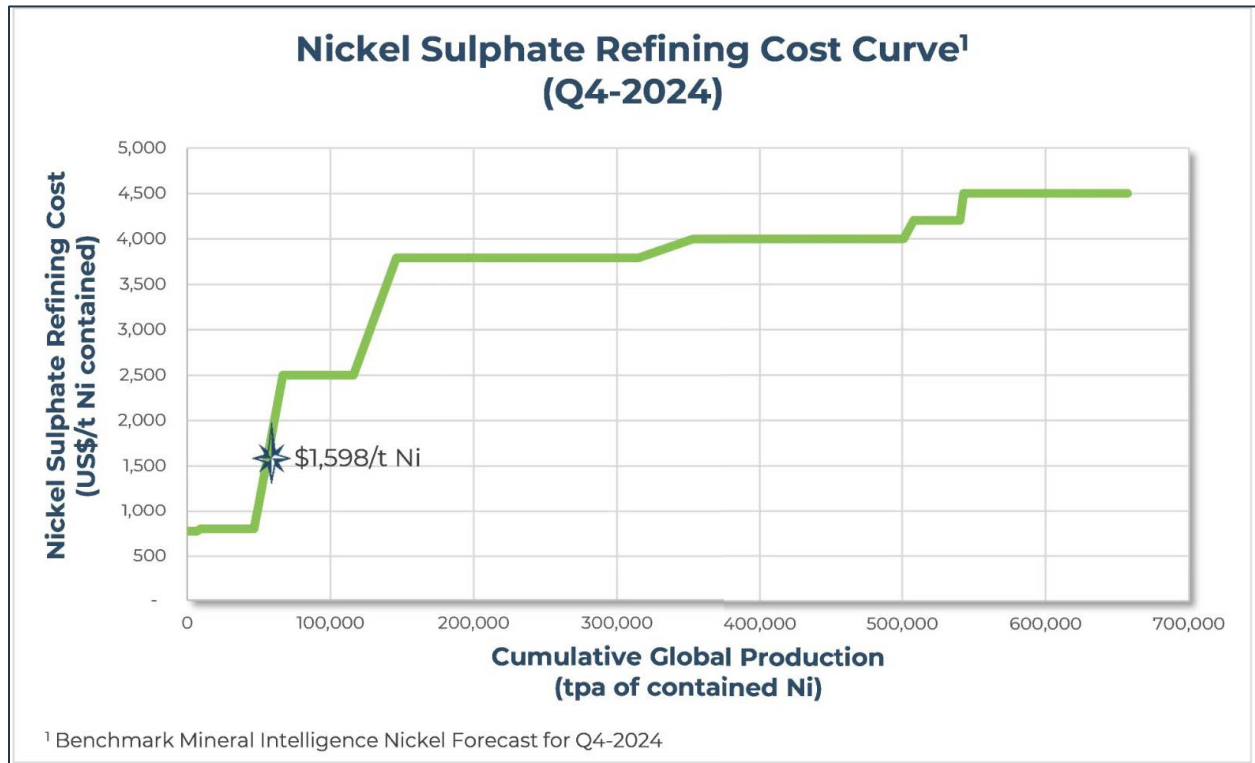 Nickel Sulphate Refining Cost Curve¹
(Q4-2024)
Nickel Sulphate Refining Cost
(US$/t Ni contained)
5,000
4,500
4,000
3,500
3,000
2,500
2,000
1,500
1,000
500
-
$1,598/t Ni
0
100,000
200,000
300,000
400,000
500,000
600,000
700,000
Cumulative Global Production
(tpa of contained Ni)
¹ Benchmark Mineral Intelligence Nickel Forecast for Q4-2024